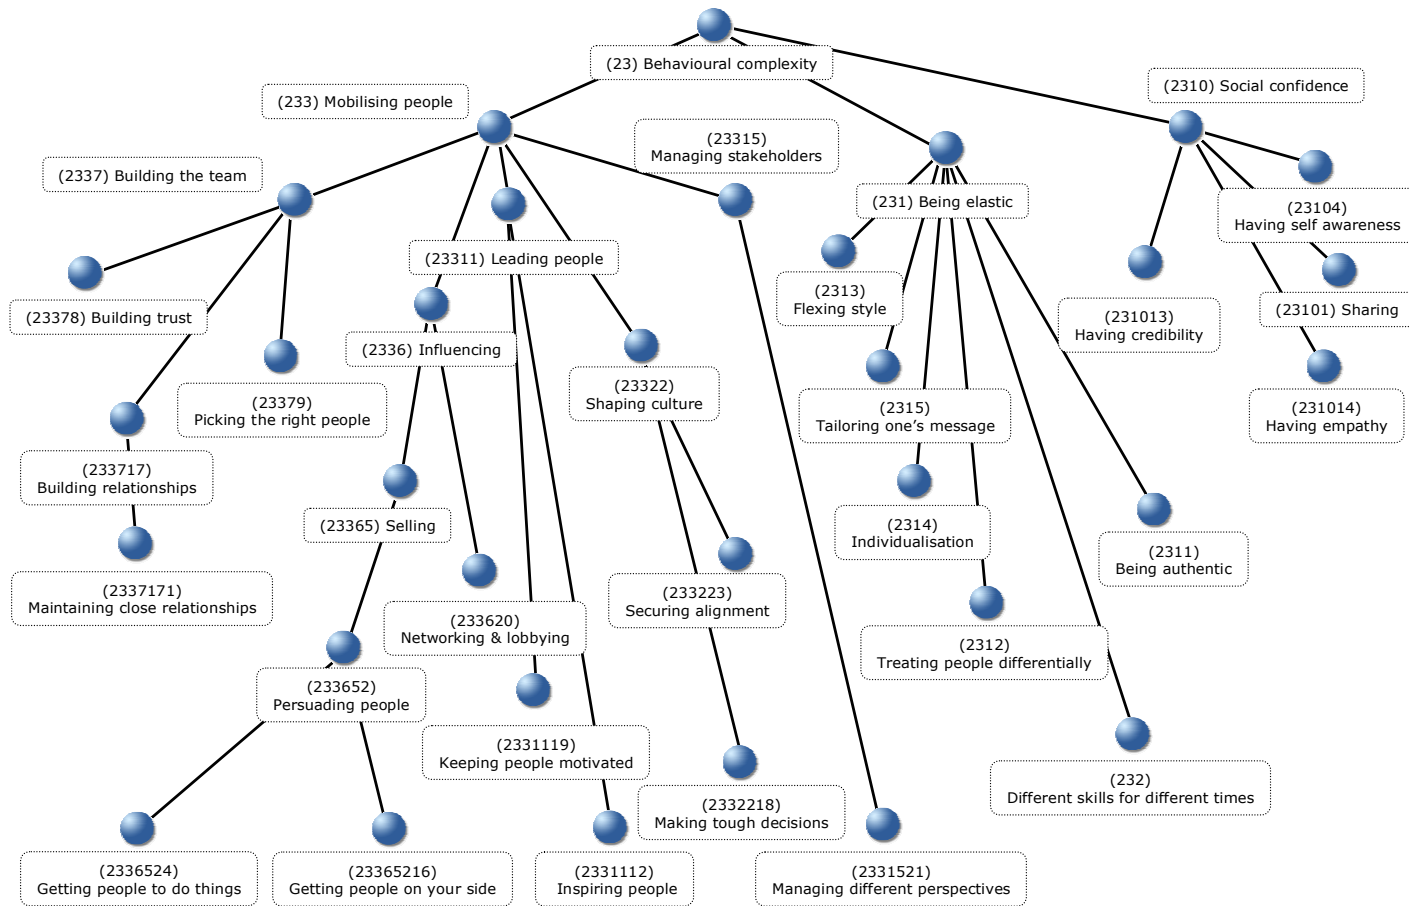 (23) Behavioural complexity
(2310) Social confidence
(233) Mobilising people
(23315)
Managing stakeholders
(2337) Building the team
(231) Being elastic
(23104)
Having self awareness
(23311) Leading people
(2313)
Flexing style
(23378) Building trust
(231013)
Having credibility
(23101) Sharing
(2336) Influencing
(23322)
Shaping culture
(23379)
Picking the right people
(2315)
Tailoring one’s message
(231014)
Having empathy
(233717)
Building relationships
(23365) Selling
(2314)
Individualisation
(2311)
Being authentic
(2337171)
Maintaining close relationships
(233223)
Securing alignment
(233620)
Networking & lobbying
(2312)
Treating people differentially
(233652)
Persuading people
(2331119)
Keeping people motivated
(232)
Different skills for different times
(2332218)
Making tough decisions
(2336524)
Getting people to do things
(23365216)
Getting people on your side
(2331112)
Inspiring people
(2331521)
Managing different perspectives